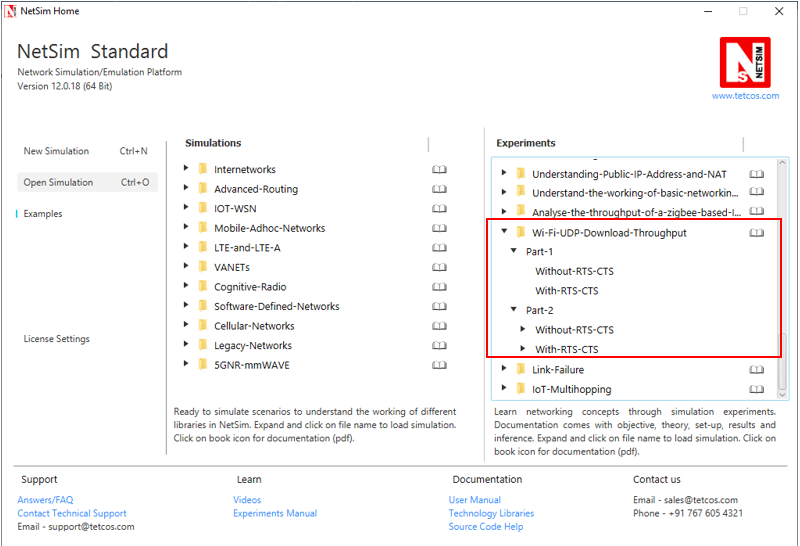 NetSim Home
NetSim Standard
Network Simulation/Emulation Platform
Version 12.0.18 (64 Bit)
NETSIM
www.tetcos.com
New Simulation Ctrl+N
Open Simulation Ctrl+O
Examples
License Settings
Simulations
Internetworks
Advanced-Routing
IOT-WSN
Mobile-Adhoc-Networks
LTE-and-LTE-A
VANETs
Cognitive-Radio
Software-Defined-Networks
Cellular-Networks
Legacy-Networks
5GNR-mmWAVE
Ready to simulate scenarios to understand the working of different
libraries in NetSim. Expand and click on file name to load simulation.
Click on book icon for documentation (pdf).
Experiments
Understanding-Public-IP-Address-and-NAT
Understand-the-working-of-basic-networkin...
Analyse-the-throughput-of-a-zigbee-based-I...
Wi-Fi-UDP-Download-Throughput
Part-1
Without-RTS-CTS
With-RTS-CTS
Part-2
Without-RTS-CTS
With-RTS-CTS
Link-Failure
IoT-Multihopping
Learn networking concepts through simulation experiments.
Documentation comes with objective, theory, set-up, results and
inference. Expand and click on file name to load simulation. Click on
book icon for documentation (pdf).
Support
Answers/FAQ
Contact Technical Support
Email - support@tetcos.com
Learn
Videos
Experiments Manual
Documentation
User Manual
Technology Libraries
Source Code Help
Contact us
Email - sales@tetcos.com
Phone - +91 767 605 4321